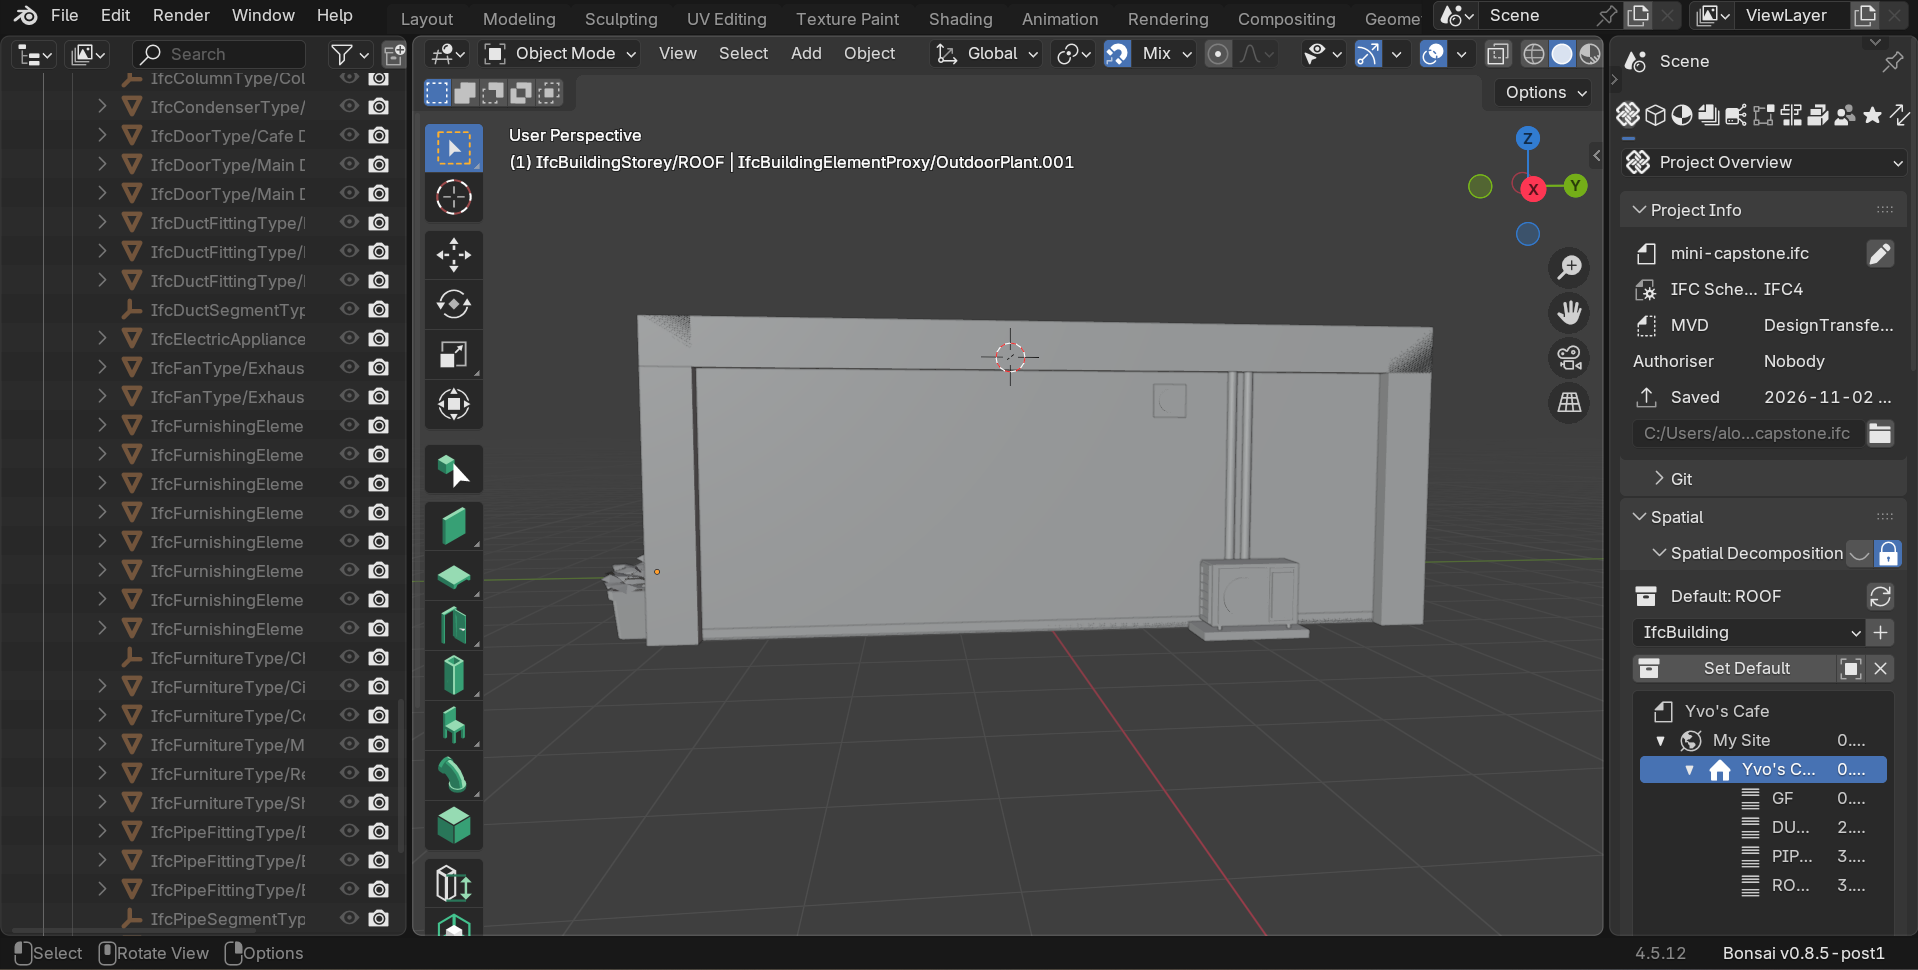 File Edit Render Window Help
Layout Modeling Sculpting UV Editing Texture Paint Shading Animation Rendering Compositing Geome
Scene
ViewLayer
Search
Object Mode View Select Add Object Global Mix
Options
User Perspective
(1) IfcBuildingStorey/ROOF | IfcBuildingElementProxy/OutdoorPlant.001
Z
X
Y
IfcColumnType/Col
IfcCondenserType/
IfcDoorType/Cafe D
IfcDoorType/Main D
IfcDoorType/Main D
IfcDuctFittingType/
IfcDuctFittingType/
IfcDuctFittingType/
IfcDuctSegmentTyp
IfcElectricAppliance
IfcFanType/Exhaus
IfcFanType/Exhaus
IfcFurnishingEleme
IfcFurnishingEleme
IfcFurnishingEleme
IfcFurnishingEleme
IfcFurnishingEleme
IfcFurnishingEleme
IfcFurnishingEleme
IfcFurnishingEleme
IfcFurnitureType/Cl
IfcFurnitureType/Ci
IfcFurnitureType/Co
IfcFurnitureType/M
IfcFurnitureType/Re
IfcFurnitureType/Sl
IfcPipeFittingType/E
IfcPipeFittingType/E
IfcPipeFittingType/E
IfcPipeSegmentTyp
Scene
Project Overview
Project Info
mini-capstone.ifc
IFC Sche... IFC4
MVD DesignTransfe...
Authoriser Nobody
Saved 2026-11-02 ...
C:/Users/alo...capstone.ifc
Git
Spatial
Spatial Decomposition
Default: ROOF
IfcBuilding
Set Default
Yvo's Cafe
My Site 0....
Yvo's C... 0....
GF 0....
DU... 2....
PIP... 3....
RO... 3....
Select Rotate View Options
4.5.12 Bonsai v0.8.5-post1